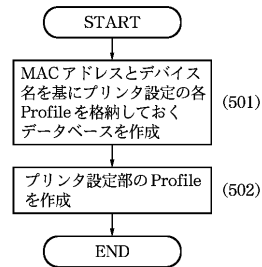 START
MACアドレスとデバイス
名を基にプリンタ設定の各
Profileを格納しておく
データベースを作成
(501)
プリンタ設定部のProfile
を作成
(502)
END